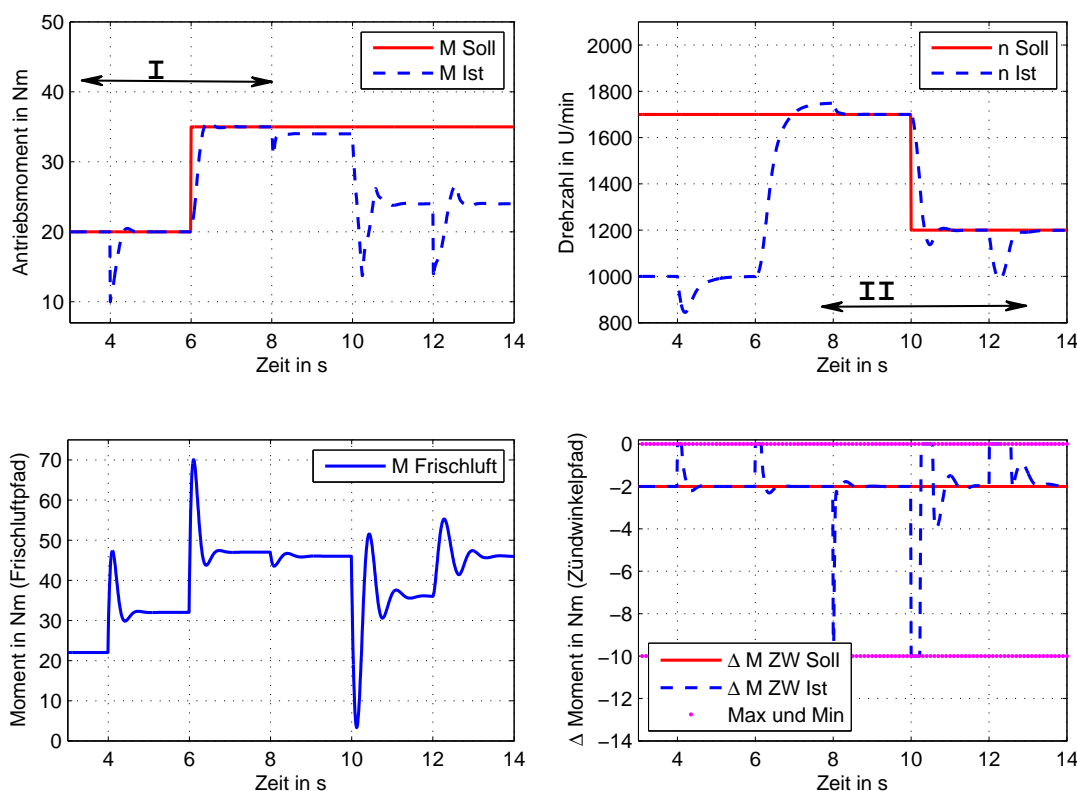 50
40
30
20
10
4
6
8
10
12
14
Antriebsmoment in Nm
Zeit in s
M Soll
M Ist
I
2000
1800
1600
1400
1200
1000
800
4
6
8
10
12
14
Drehzahl in U/min
Zeit in s
n Soll
n Ist
II
70
60
50
40
30
20
10
0
4
6
8
10
12
14
Moment in Nm (Frischluftpfad)
Zeit in s
M Frischluft
0
−2
−4
−6
−8
−10
−12
−14
4
6
8
10
12
14
Δ Moment in Nm (Zündwinkelpfad)
Zeit in s
Δ M ZW Soll
Δ M ZW Ist
Max und Min